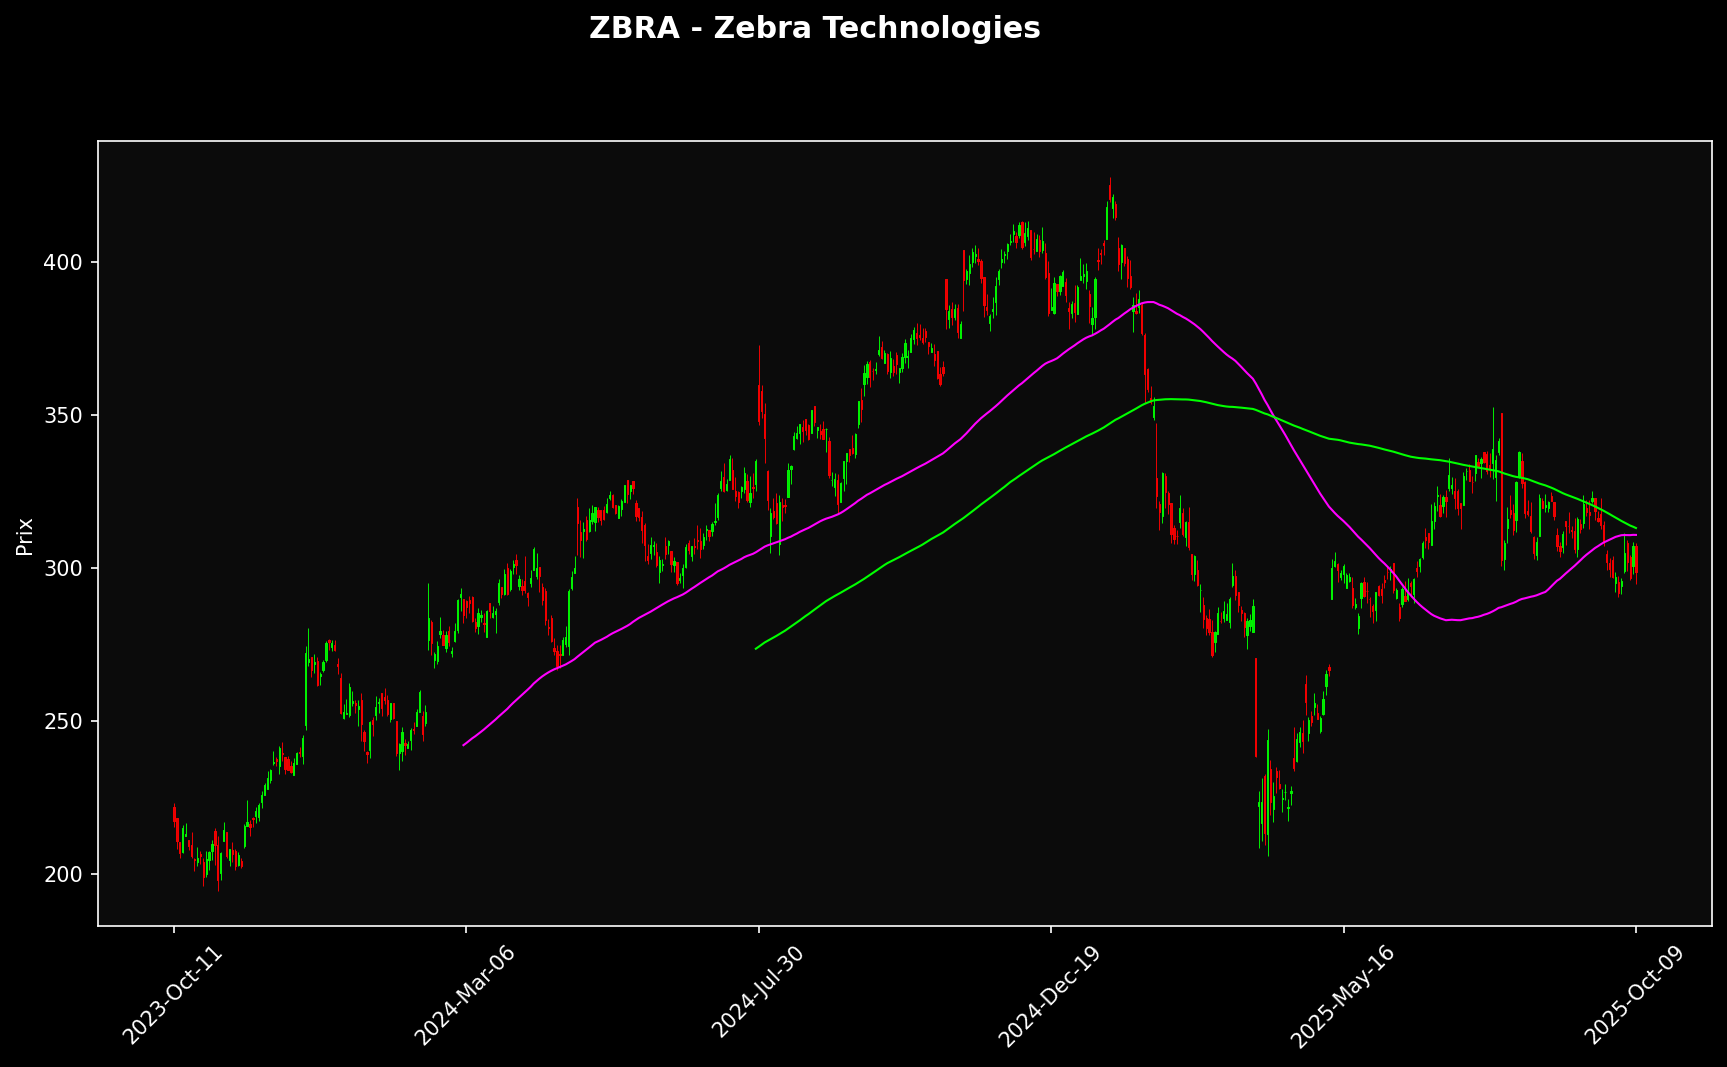 ZBRA - Zebra Technologies
Prix
400
350
300
250
200
2023-Oct-11
2024-Mar-06
2024-Jul-30
2024-Dec-19
2025-May-16
2025-Oct-09